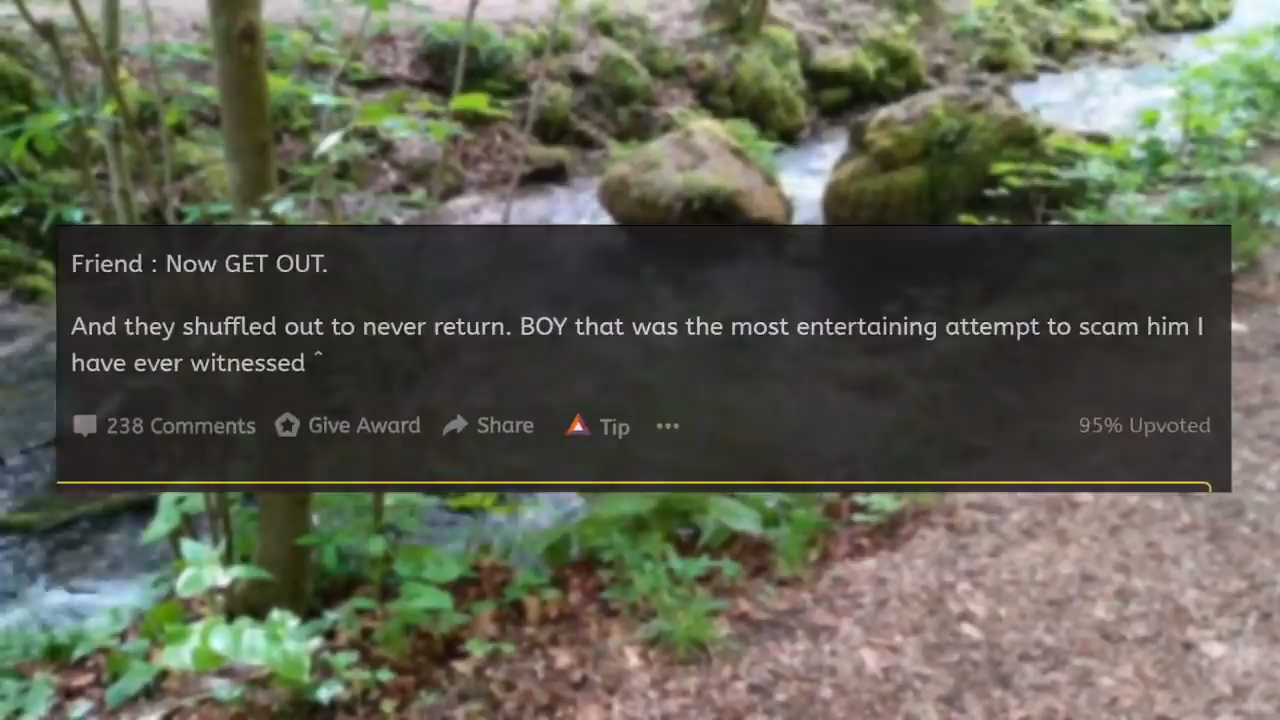 Friend : Now GET OUT.
And they shuffled out to never return. BOY that was the most entertaining attempt to scam him I
have ever witnessed ^
238 Comments Give Award Share Tip ••• 95% Upvoted